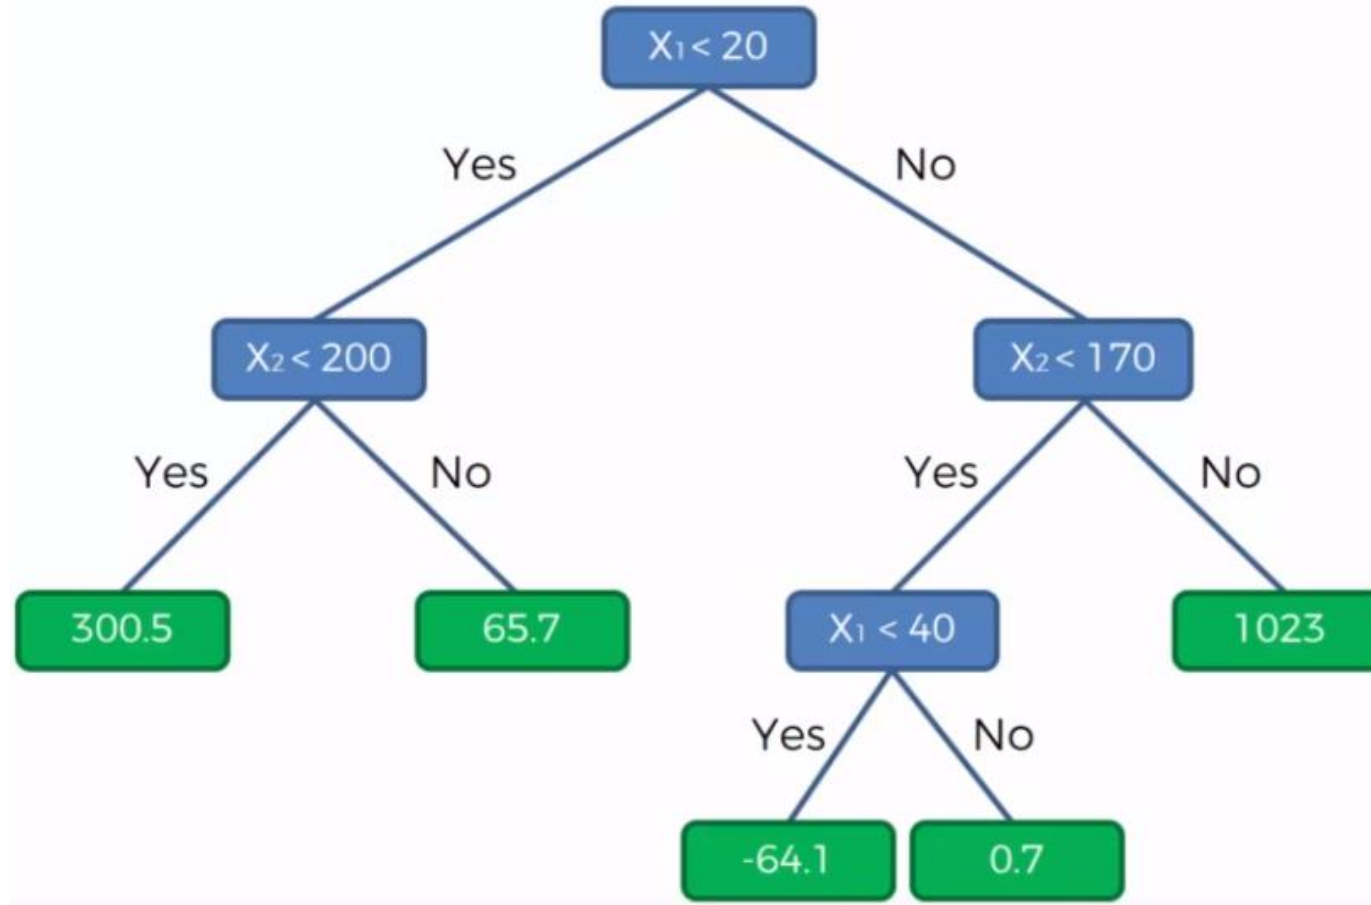 X₁ < 20
Yes
No
X₂ < 200
X₂ < 170
Yes
No
Yes
No
300.5
65.7
X₁ < 40
1023
Yes
No
-64.1
0.7